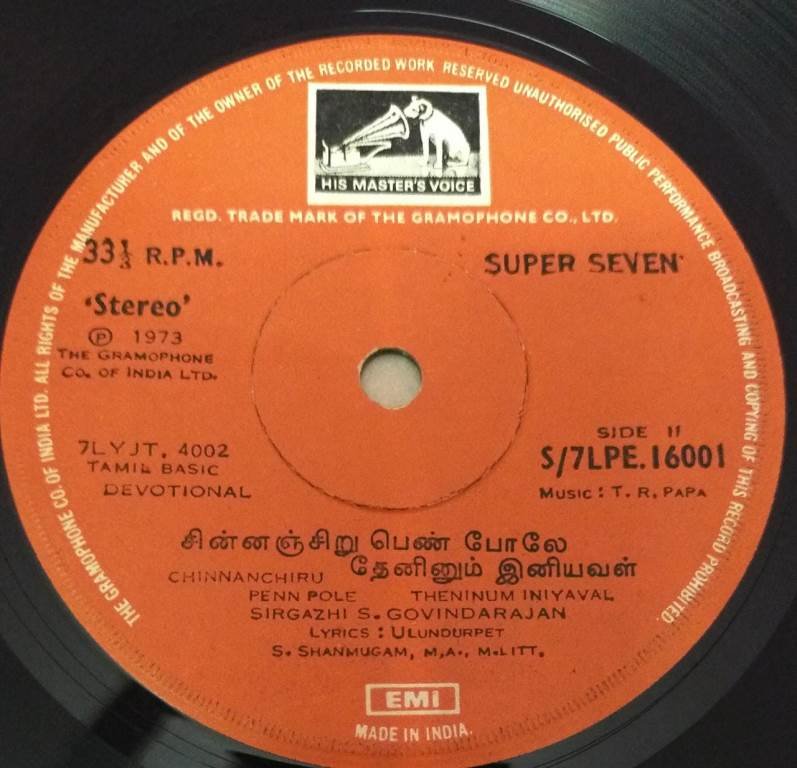 THE GRAMOPHONE CO. OF INDIA LTD. ALL RIGHTS OF THE MANUFACTURER AND OF THE OWNER OF THE RECORDED WORK RESERVED UNAUTHORISED PUBLIC PERFORMANCE BROADCASTING AND COPYING OF THIS RECORD PROHIBITED.
HIS MASTER'S VOICE
REGD. TRADE MARK OF THE GRAMOPHONE CO., LTD.
33⅓ R.P.M.
SUPER SEVEN
'Stereo'
Ⓟ 1973
THE GRAMOPHONE
CO. OF INDIA LTD.
SIDE II
7LYJT. 4002
S/7LPE.16001
TAMIL BASIC
DEVOTIONAL
MUSIC : T. R. PAPA
சின்னஞ்சிறு பெண் போலே
தேனினும் இனியவள்
CHINNANCHIRU
PENN POLE THENINUM INIYAVAL
SIRGAZHI S. GOVINDARAJAN
LYRICS : ULUNDURPET
S. SHANMUGAM, M,A., M.LITT.
EMI
MADE IN INDIA.